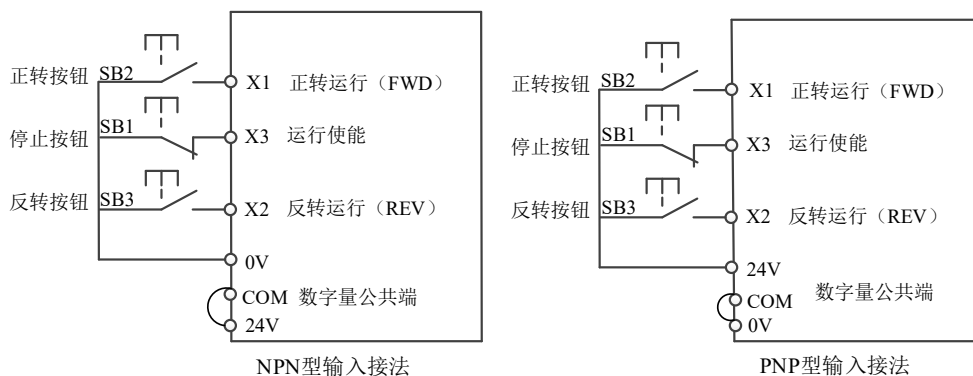 正转按钮 SB2 X1 正转运行（FWD）
停止按钮 SB1 X3 运行使能
反转按钮 SB3 X2 反转运行（REV）
0V
COM 数字量公共端
24V
NPN型输入接法
正转按钮 SB2 X1 正转运行（FWD）
停止按钮 SB1 X3 运行使能
反转按钮 SB3 X2 反转运行（REV）
24V
COM 数字量公共端
0V
PNP型输入接法